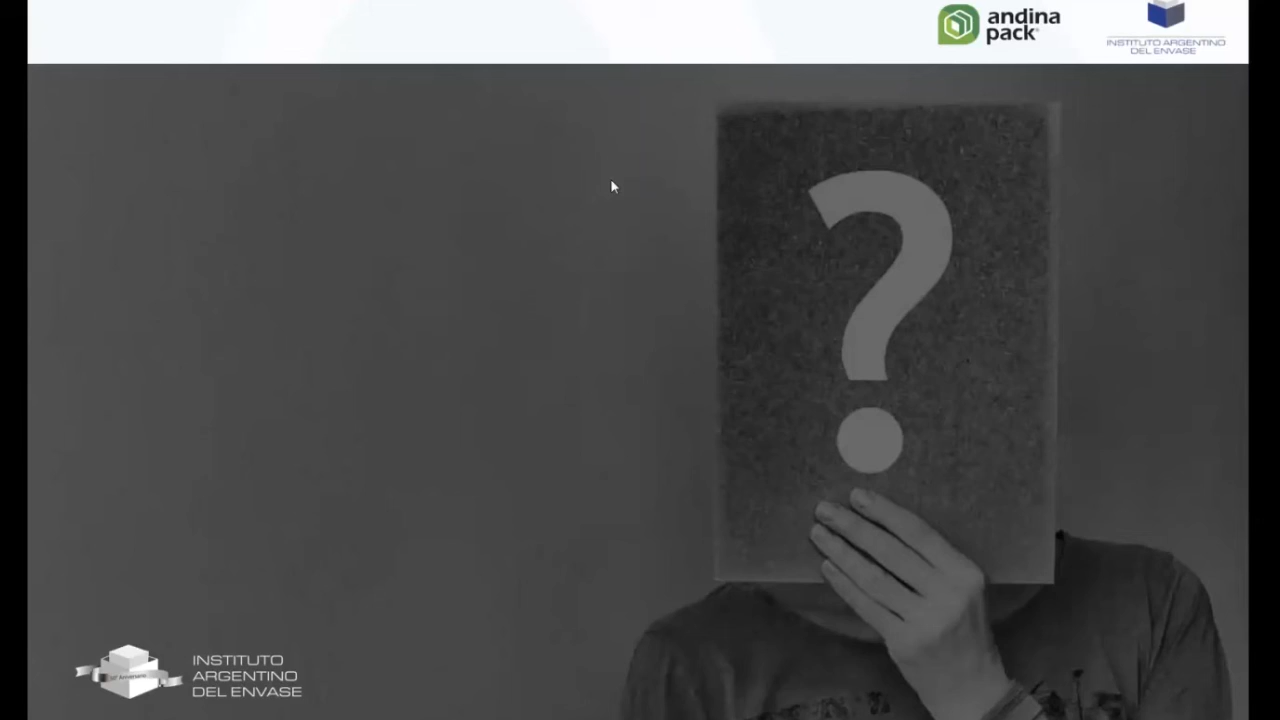 andina
pack
INSTITUTO ARGENTINO
DEL ENVASE
?
INSTITUTO
ARGENTINO
DEL ENVASE